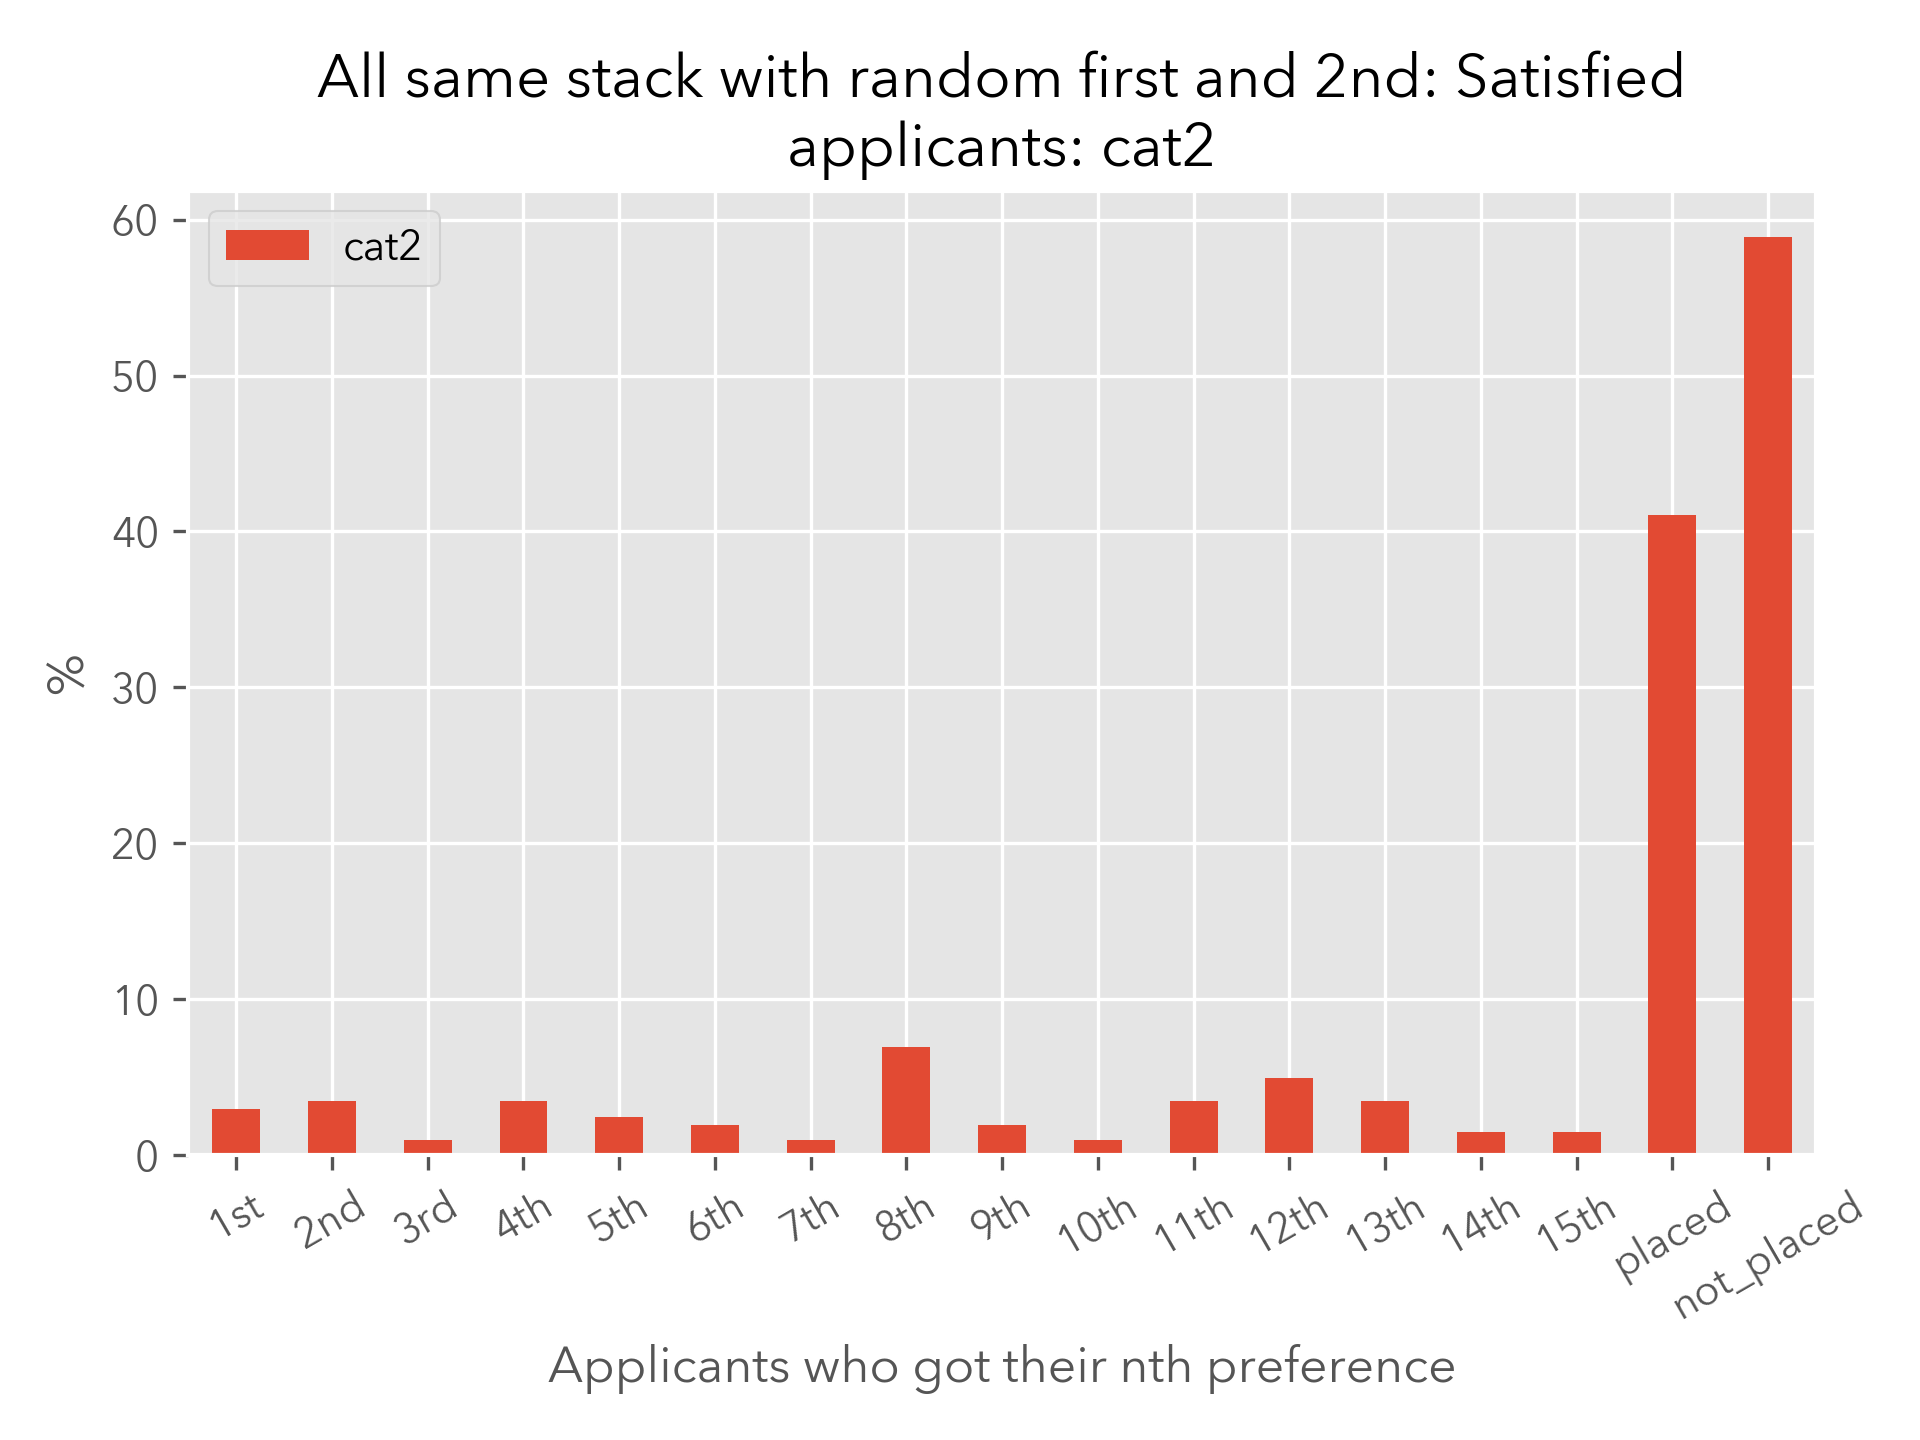 All same stack with random first and 2nd: Satisfied
applicants: cat2
cat2
60
50
40
30
20
10
0
%
1st
2nd
3rd
4th
5th
6th
7th
8th
9th
10th
11th
12th
13th
14th
15th
placed
not_placed
Applicants who got their nth preference